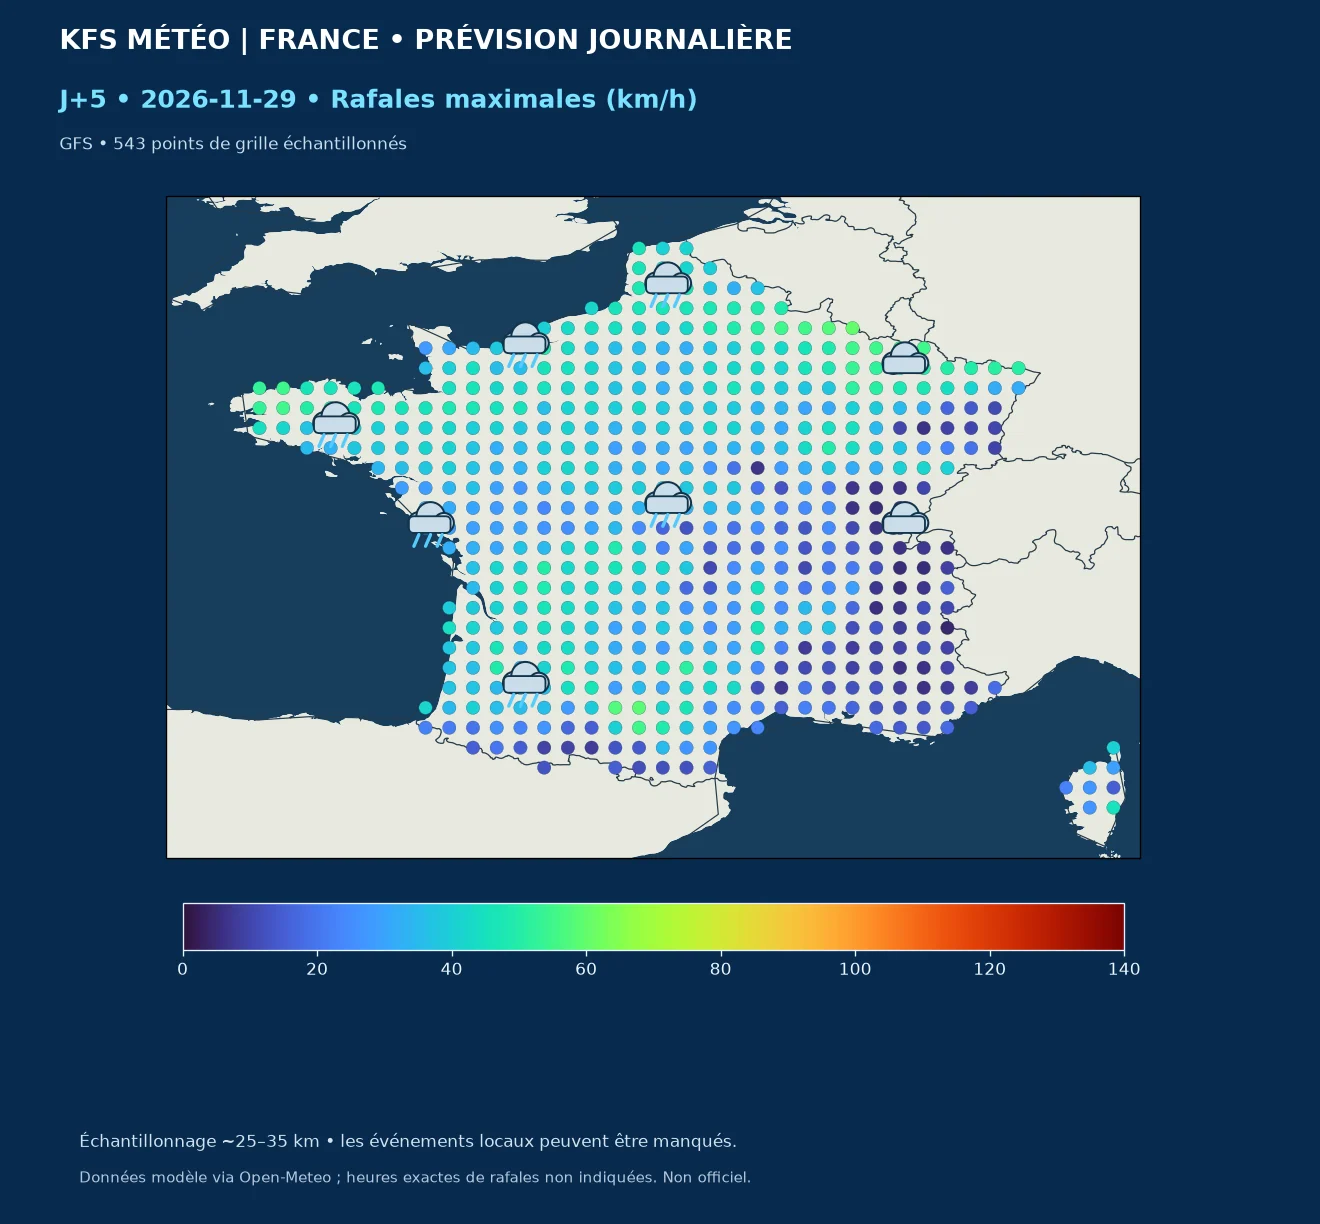 KFS MÉTÉO | FRANCE • PRÉVISION JOURNALIÈRE
J+5 • 2026-11-29 • Rafales maximales (km/h)
GFS • 543 points de grille échantillonnés
0 20 40 60 80 100 120 140
Échantillonnage ~25–35 km • les événements locaux peuvent être manqués.
Données modèle via Open-Meteo ; heures exactes de rafales non indiquées. Non officiel.